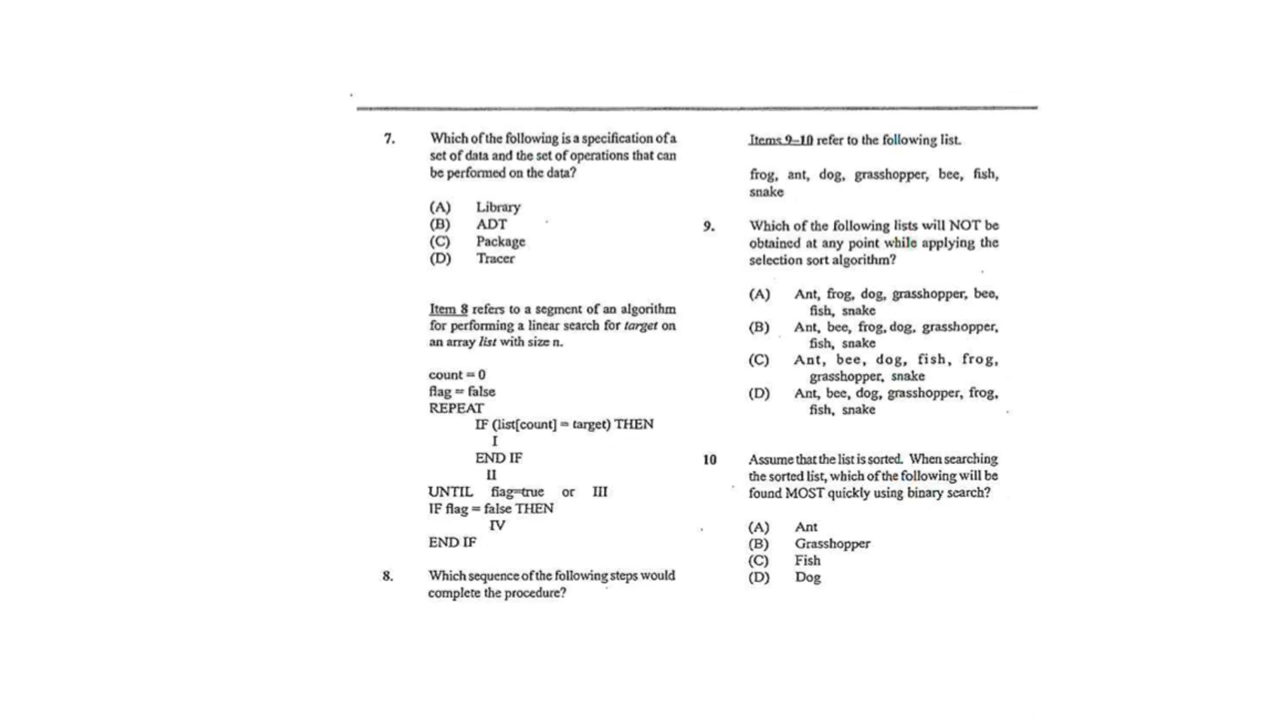 7. Which of the following is a specification of a
set of data and the set of operations that can
be performed on the data?
(A) Library
(B) ADT
(C) Package
(D) Tracer
Item 8 refers to a segment of an algorithm
for performing a linear search for target on
an array list with size n.
count = 0
flag = false
REPEAT
IF (list[count] = target) THEN
I
END IF
II
UNTIL flag=true or III
IF flag = false THEN
IV
END IF
8. Which sequence of the following steps would
complete the procedure?
Items 9–10 refer to the following list.
frog, ant, dog, grasshopper, bee, fish,
snake
9. Which of the following lists will NOT be
obtained at any point while applying the
selection sort algorithm?
(A) Ant, frog, dog, grasshopper, bee,
fish, snake
(B) Ant, bee, frog, dog, grasshopper,
fish, snake
(C) Ant, bee, dog, fish, frog,
grasshopper, snake
(D) Ant, bee, dog, grasshopper, frog,
fish, snake
10 Assume that the list is sorted. When searching
the sorted list, which of the following will be
found MOST quickly using binary search?
(A) Ant
(B) Grasshopper
(C) Fish
(D) Dog